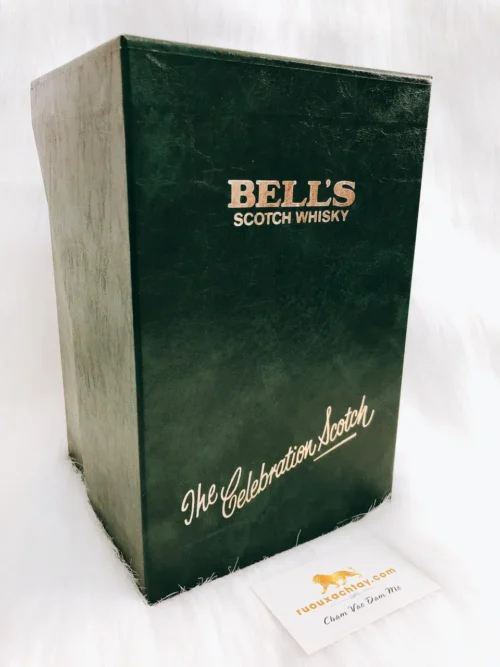 BELL'S
SCOTCH WHISKY
The Celebration Scotch
ruouxachtay.com
Chạm Vào Đam Mê